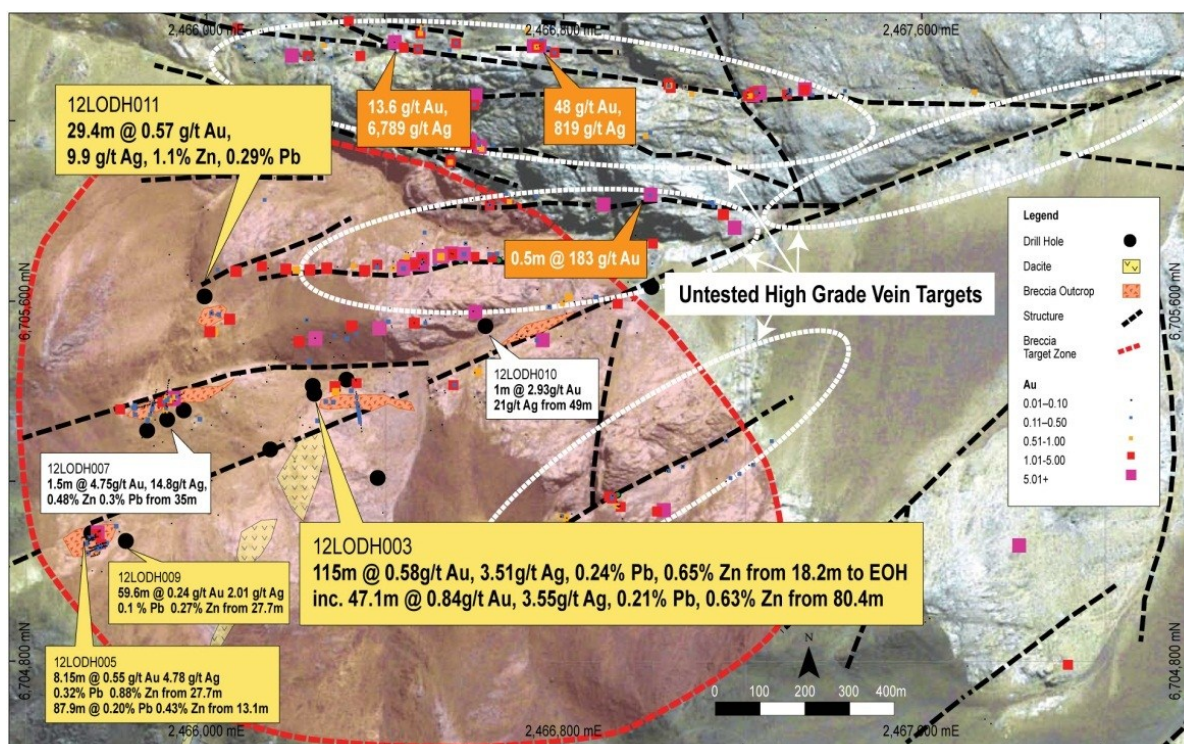 2,466,000 mE
2,466,800 mE
2,467,600 mE
12LODH011
29.4m @ 0.57 g/t Au,
9.9 g/t Ag, 1.1% Zn, 0.29% Pb
13.6 g/t Au,
6,789 g/t Ag
48 g/t Au,
819 g/t Ag
0.5m @ 183 g/t Au
Untested High Grade Vein Targets
6,705,600 mN
6,705,600 mN
Legend
Drill Hole
Dacite
Breccia Outcrop
Structure
Breccia
Target Zone
Au
0.01–0.10
0.11–0.50
0.51-1.00
1.01-5.00
5.01+
12LODH010
1m @ 2.93g/t Au
21g/t Ag from 49m
12LODH007
1.5m @ 4.75g/t Au, 14.8g/t Ag,
0.48% Zn 0.3% Pb from 35m
12LODH003
115m @ 0.58g/t Au, 3.51g/t Ag, 0.24% Pb, 0.65% Zn from 18.2m to EOH
inc. 47.1m @ 0.84g/t Au, 3.55g/t Ag, 0.21% Pb, 0.63% Zn from 80.4m
12LODH009
59.6m @ 0.24 g/t Au 2.01 g/t Ag
0.1 % Pb 0.27% Zn from 27.7m
12LODH005
8.15m @ 0.55 g/t Au 4.78 g/t Ag
0.32% Pb 0.88% Zn from 27.7m
87.9m @ 0.20% Pb 0.43% Zn from 13.1m
6,704,800 mN
6,704,800 mN
N
0 100 200 300 400m
2,466,000 mE
2,466,800 mE
2,467,600 mE